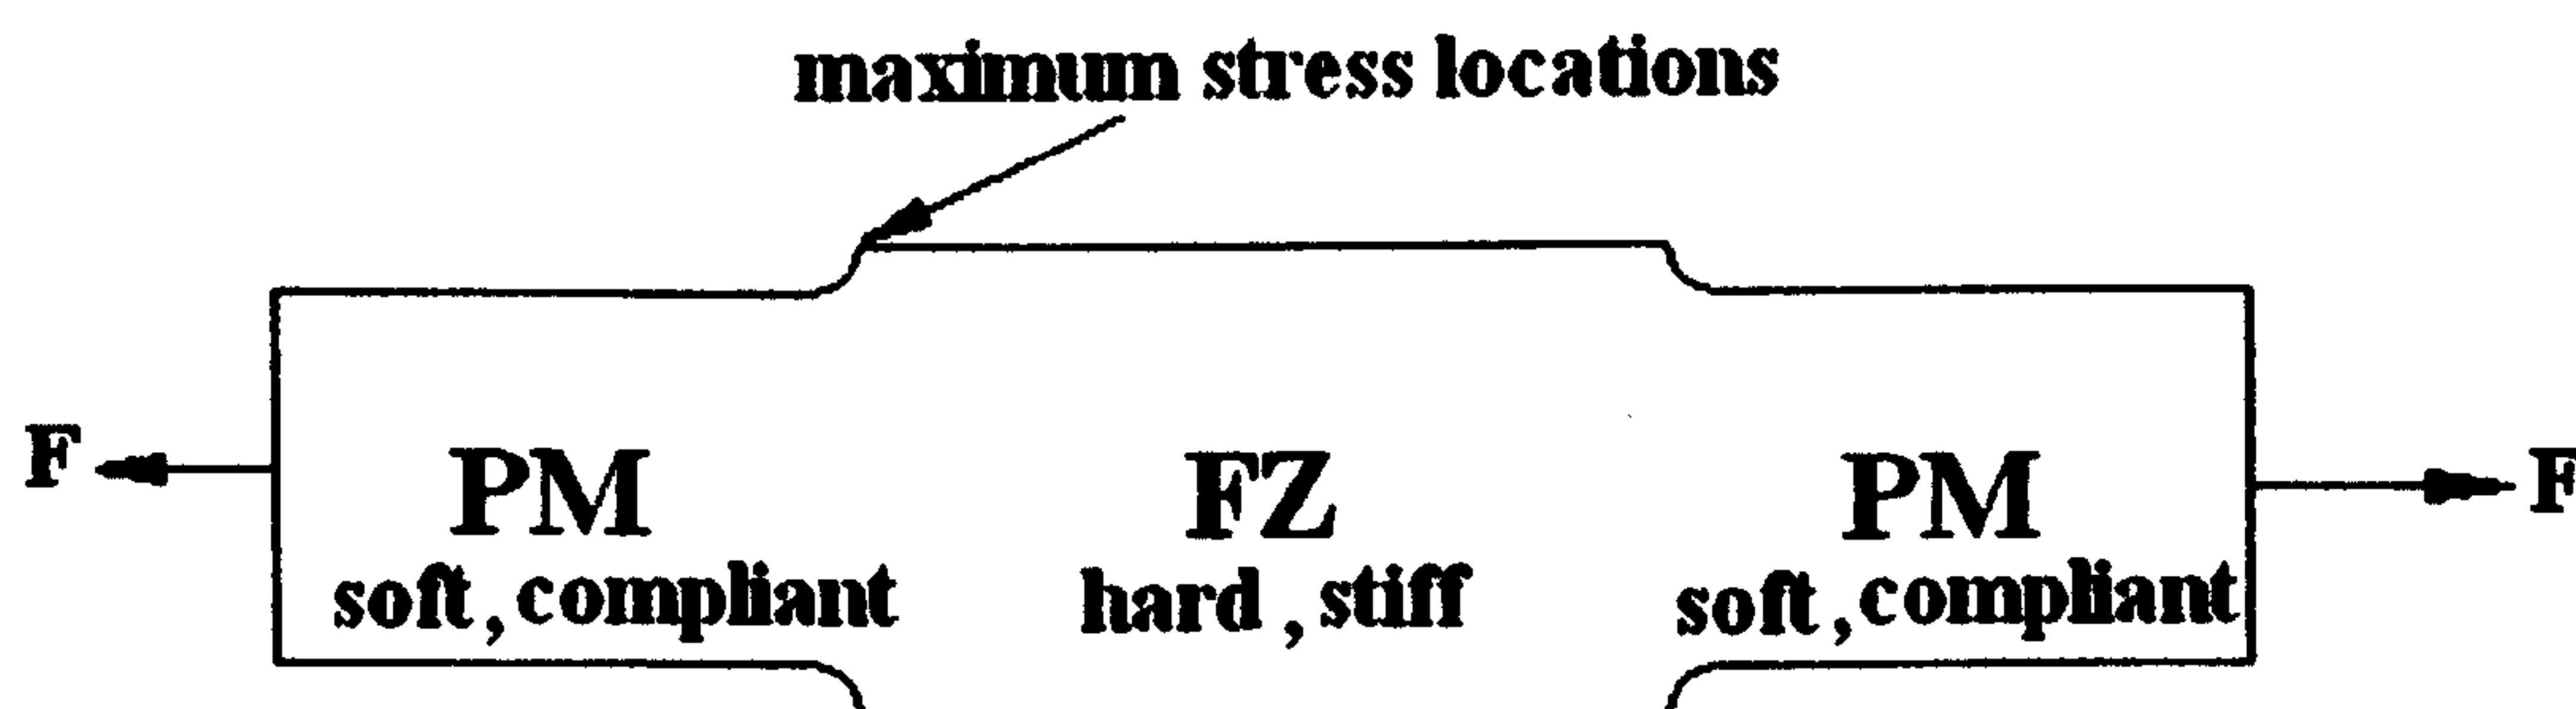 maximum stress locations
F PM FZ PM F
soft, compliant hard, stiff soft, compliant